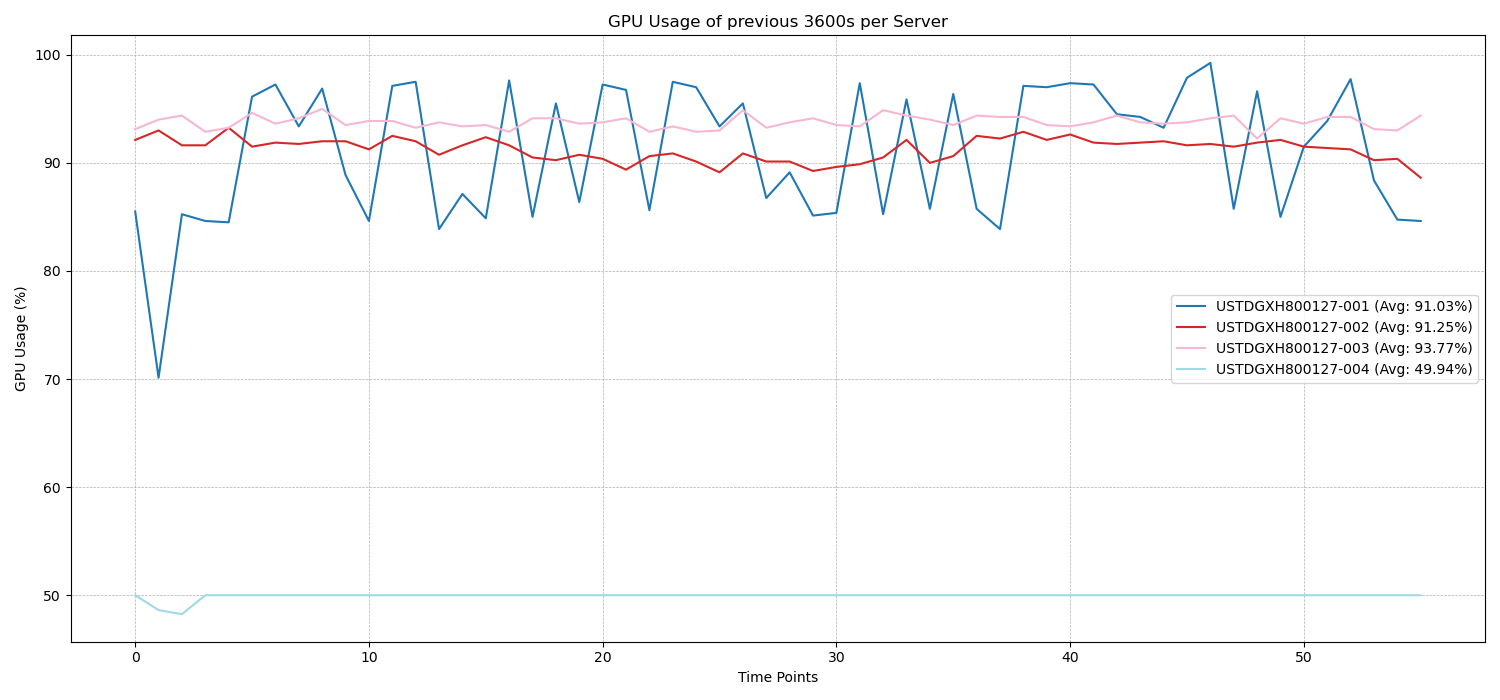 GPU Usage of previous 3600s per Server
GPU Usage (%)
100
90
80
70
60
50
USTDGXH800127-001 (Avg: 91.03%)
USTDGXH800127-002 (Avg: 91.25%)
USTDGXH800127-003 (Avg: 93.77%)
USTDGXH800127-004 (Avg: 49.94%)
0 10 20 30 40 50
Time Points